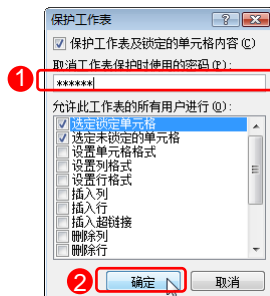 保护工作表
保护工作表及锁定的单元格内容(C)
取消工作表保护时使用的密码(P):
1
******
允许此工作表的所有用户进行(O):
选定锁定单元格
选定未锁定的单元格
设置单元格格式
设置列格式
设置行格式
插入列
插入行
插入超链接
删除列
删除行
2
确定
取消